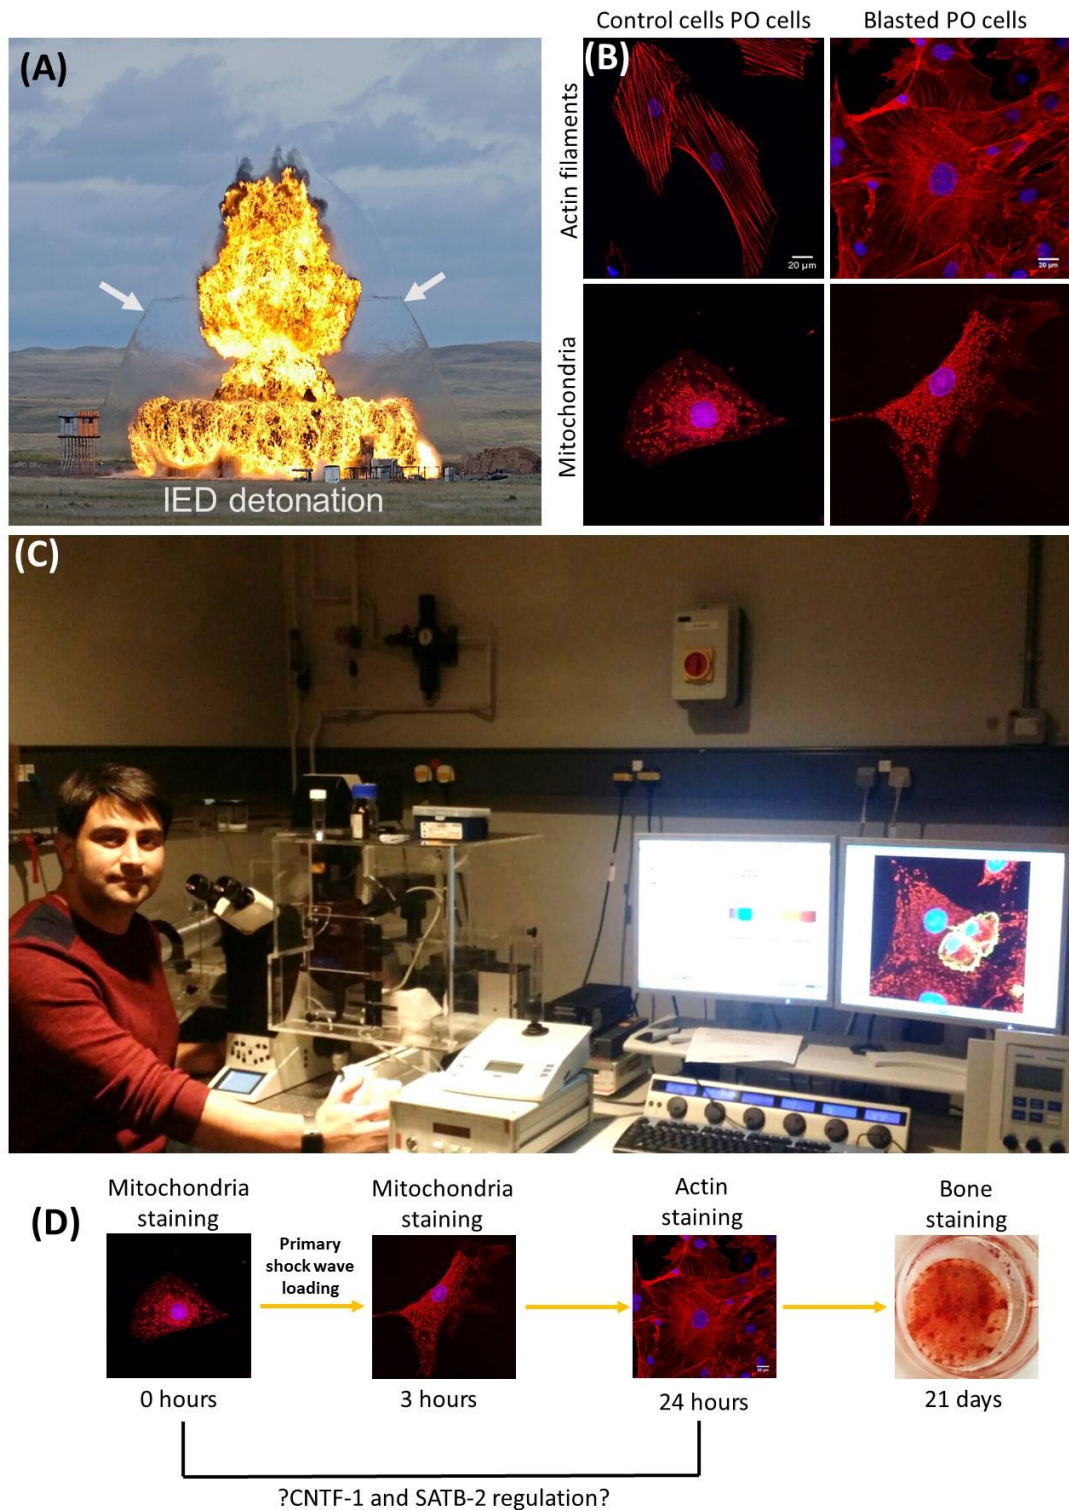 Control cells PO cells
Blasted PO cells
(A)
IED detonation
(B)
Actin filaments
20 μm
20 μm
Mitochondria
(C)
(D)
Mitochondria
staining
0 hours
Primary
shock wave
loading
Mitochondria
staining
3 hours
Actin
staining
24 hours
Bone
staining
21 days
?CNTF-1 and SATB-2 regulation?